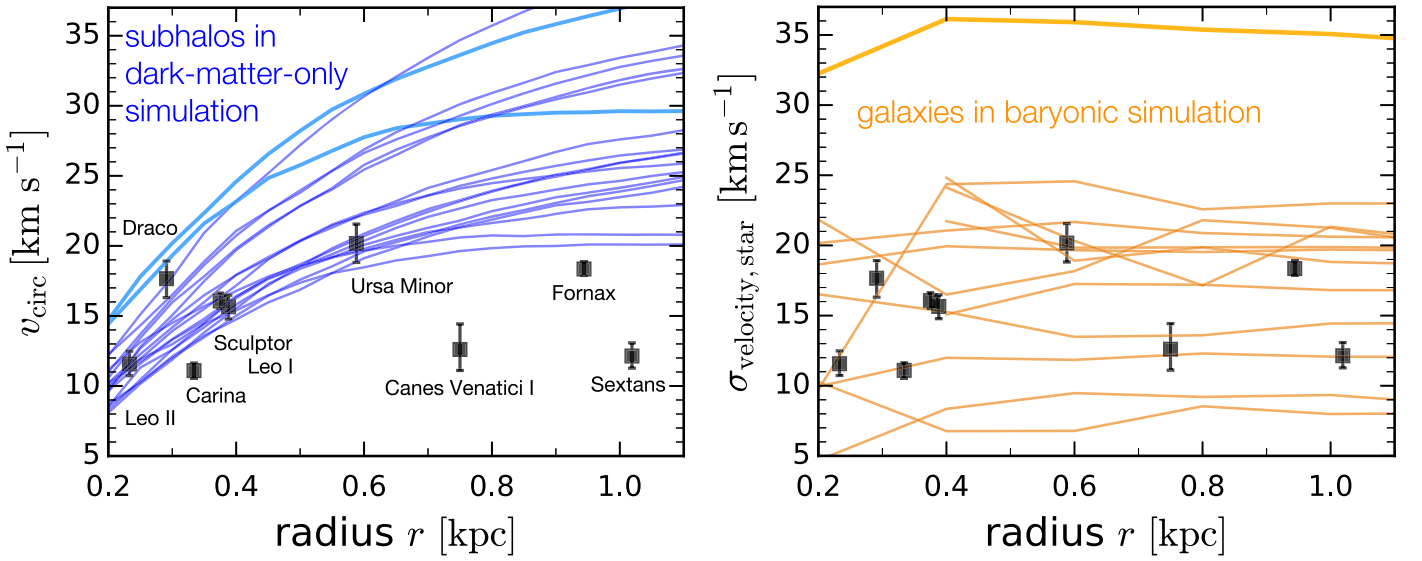 subhalos in
dark-matter-only
simulation
Draco
Ursa Minor
Fornax
Sculptor
Leo I
Carina
Canes Venatici I
Sextans
Leo II
35
30
25
20
15
10
5
v_circ [km s⁻¹]
0.2 0.4 0.6 0.8 1.0
radius r [kpc]
galaxies in baryonic simulation
35
30
25
20
15
10
5
σ_velocity, star [km s⁻¹]
0.2 0.4 0.6 0.8 1.0
radius r [kpc]